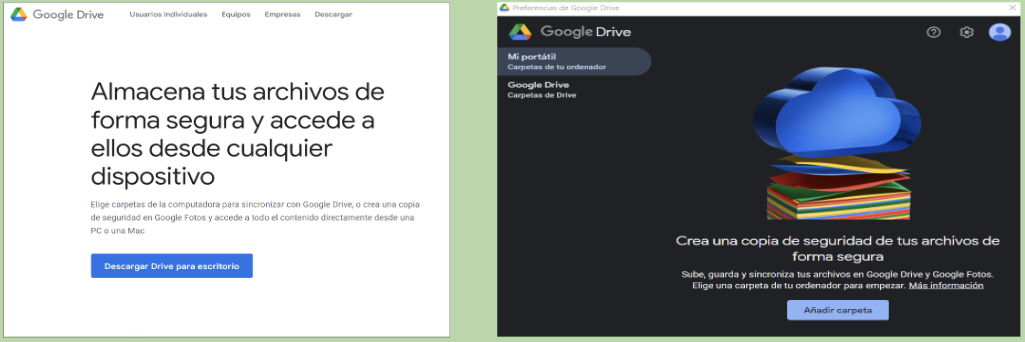 Google Drive
Usuarios individuales Equipos Empresas Descargar
Almacena tus archivos de
forma segura y accede a
ellos desde cualquier
dispositivo
Elige carpetas de la computadora para sincronizar con Google Drive, o crea una copia
de seguridad en Google Fotos y accede a todo el contenido directamente desde una
PC o una Mac
Descargar Drive para escritorio
Preferencias de Google Drive
Google Drive
Mi portátil
Carpetas de tu ordenador
Google Drive
Carpetas de Drive
Crea una copia de seguridad de tus archivos de
forma segura
Sube, guarda y sincroniza tus archivos en Google Drive y Google Fotos.
Elige una carpeta de tu ordenador para empezar. Más información
Añadir carpeta